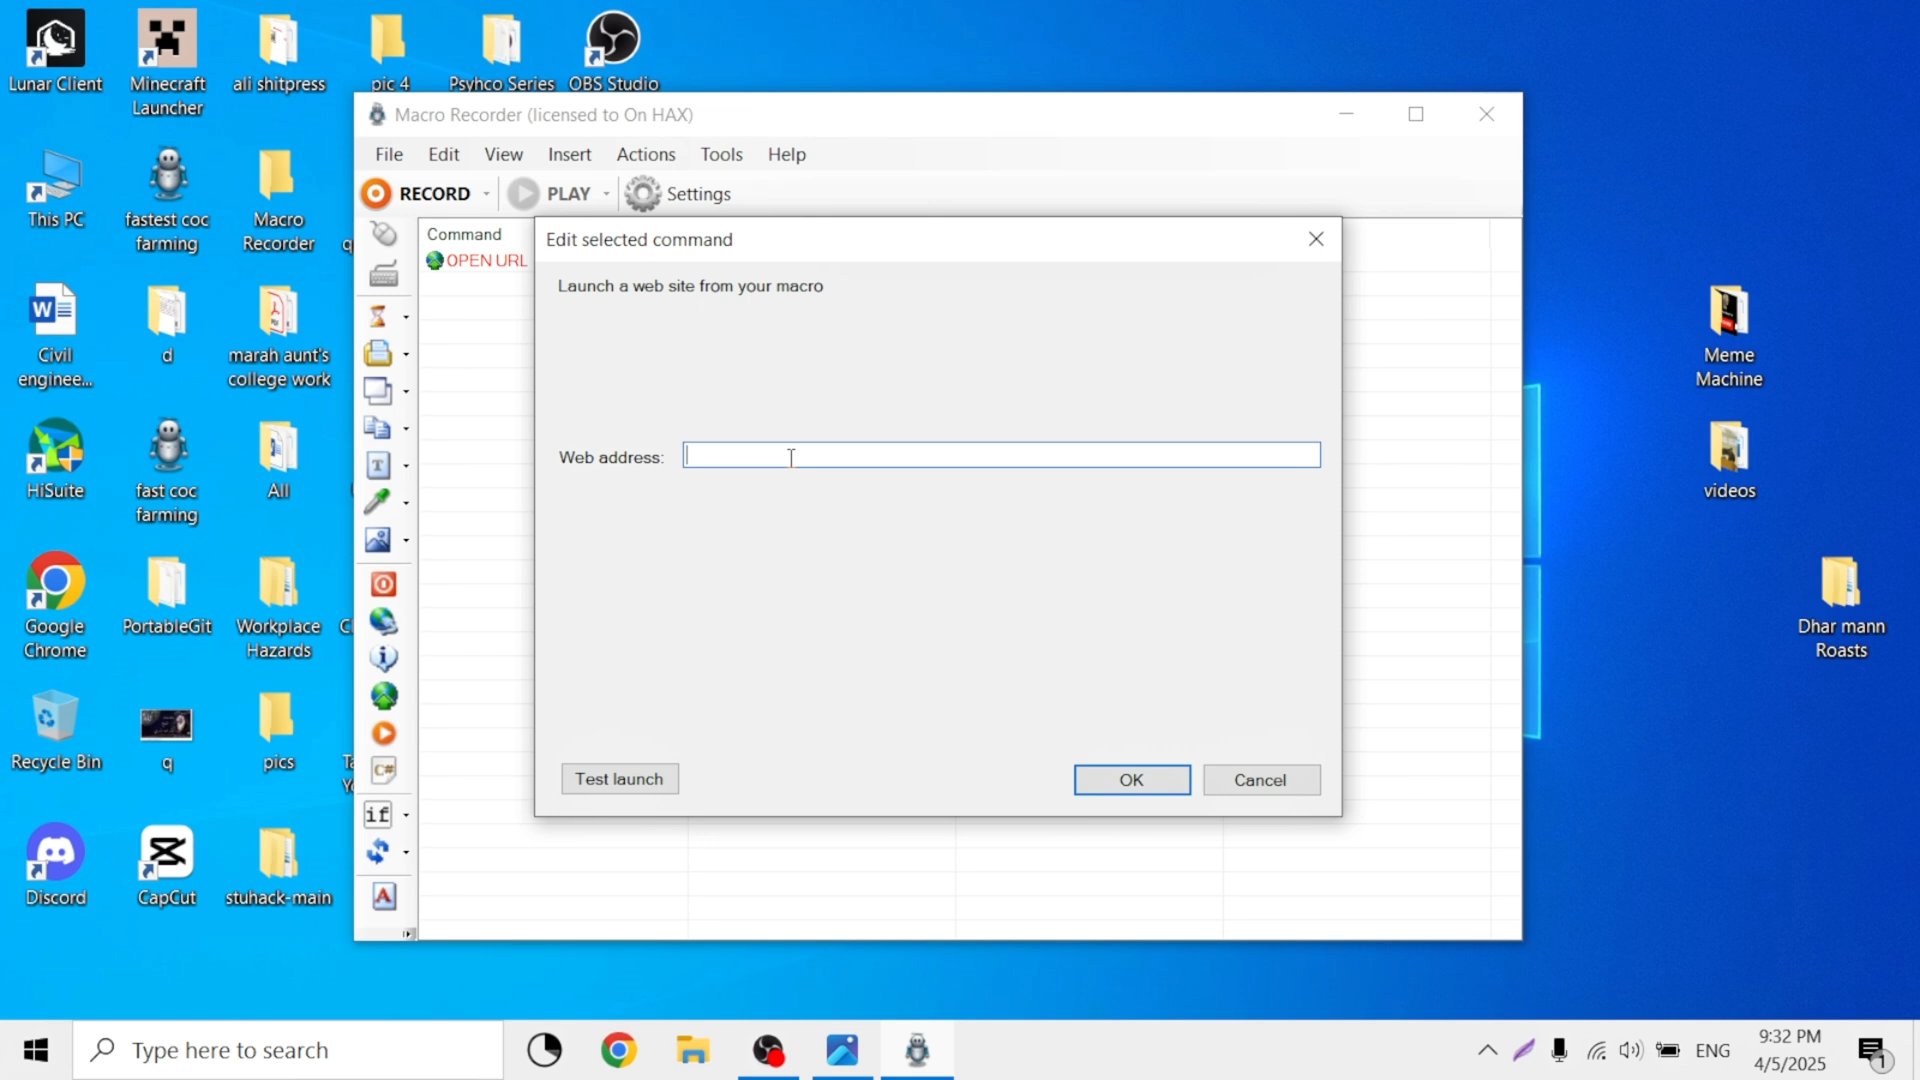 Lunar Client
Minecraft
Launcher
ali shitpress
pic 4
Psyhco Series
OBS Studio
This PC
fastest coc
farming
Macro
Recorder
q
Civil
enginee...
d
marah aunt's
college work
HiSuite
fast coc
farming
All
Google
Chrome
PortableGit
Workplace
Hazards
Recycle Bin
q
pics
Discord
CapCut
stuhack-main
Macro Recorder (licensed to On HAX)
File
Edit
View
Insert
Actions
Tools
Help
RECORD
PLAY
Settings
Command
OPEN URL
T
C#
if
A
Edit selected command
Launch a web site from your macro
Web address:
Test launch
OK
Cancel
Meme
Machine
videos
Dhar mann
Roasts
Type here to search
ENG
9:32 PM
4/5/2025
1